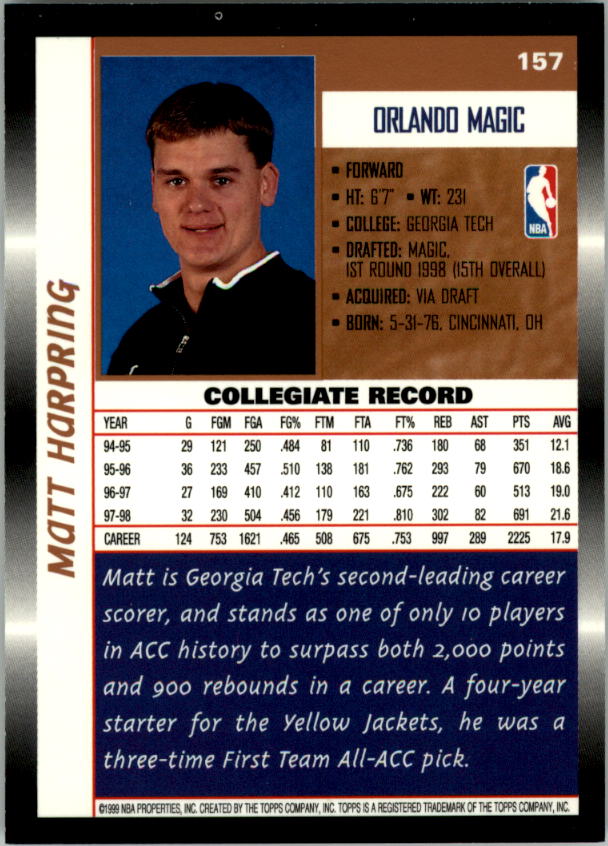 157
ORLANDO MAGIC
▪ FORWARD
▪ HT: 6'7" ▪ WT: 231
▪ COLLEGE: GEORGIA TECH
▪ DRAFTED: MAGIC,
1ST ROUND 1998 (15TH OVERALL)
▪ ACQUIRED: VIA DRAFT
▪ BORN: 5-31-76, CINCINNATI, OH
NBA
MATT HARPRING
COLLEGIATE RECORD
YEAR G FGM FGA FG% FTM FTA FT% REB AST PTS AVG
94-95 29 121 250 .484 81 110 .736 180 68 351 12.1
95-96 36 233 457 .510 138 181 .762 293 79 670 18.6
96-97 27 169 410 .412 110 163 .675 222 60 513 19.0
97-98 32 230 504 .456 179 221 .810 302 82 691 21.6
CAREER 124 753 1621 .465 508 675 .753 997 289 2225 17.9
Matt is Georgia Tech's second-leading career
scorer, and stands as one of only 10 players
in ACC history to surpass both 2,000 points
and 900 rebounds in a career. A four-year
starter for the Yellow Jackets, he was a
three-time First Team All-ACC pick.
©1999 NBA PROPERTIES, INC. CREATED BY THE TOPPS COMPANY, INC. TOPPS IS A REGISTERED TRADEMARK OF THE TOPPS COMPANY, INC.